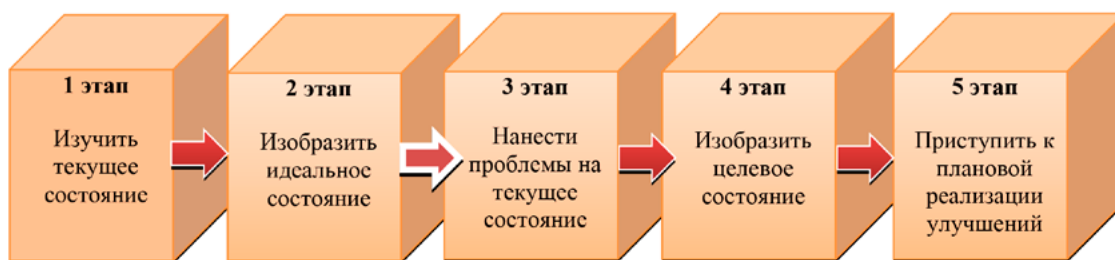 1 этап
Изучить
текущее
состояние
2 этап
Изобразить
идеальное
состояние
3 этап
Нанести
проблемы на
текущее
состояние
4 этап
Изобразить
целевое
состояние
5 этап
Приступить к
плановой
реализации
улучшений